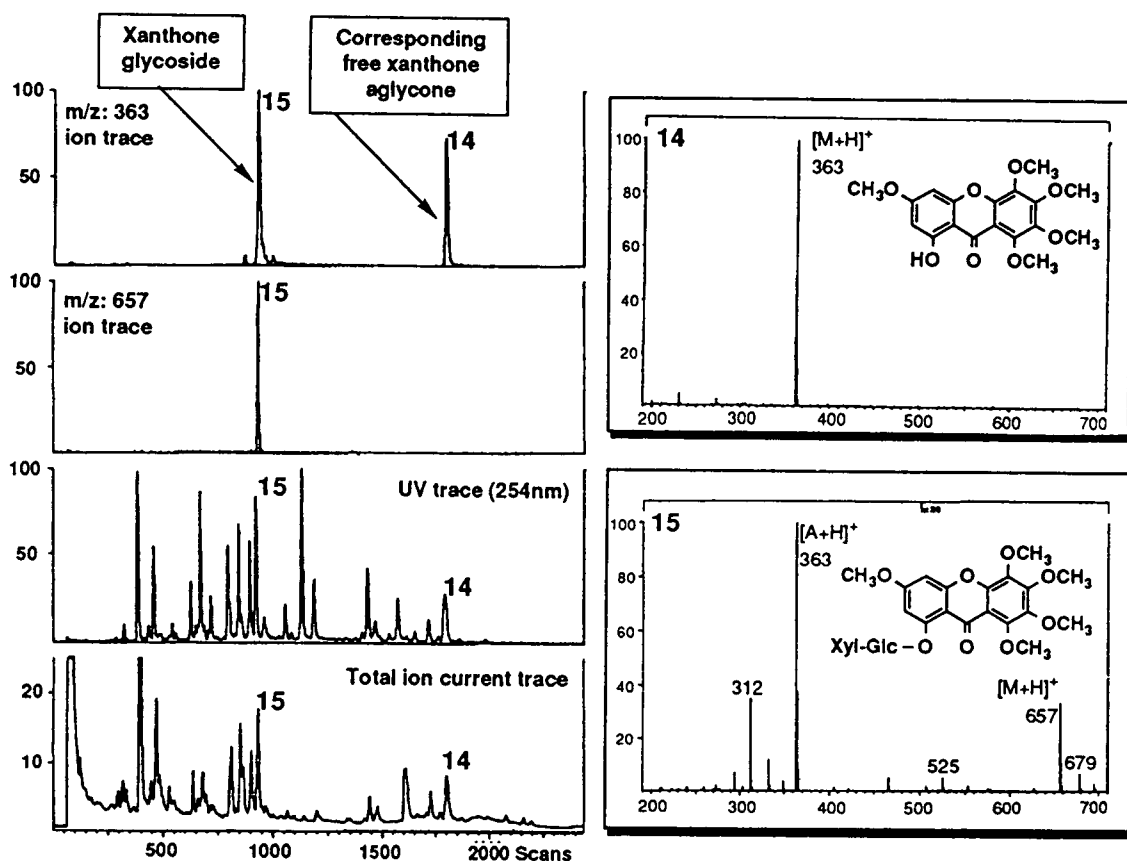 Xanthone
glycoside
Corresponding
free xanthone
aglycone
100
50
m/z: 363
ion trace
15
14
100
50
m/z: 657
ion trace
15
100
50
UV trace (254nm)
15
14
20
10
Total ion current trace
15
14
500 1000 1500 2000 Scans
14
100
80
60
40
20
[M+H]+
363
OCH3
CH3O
O
OCH3
OCH3
HO
O
OCH3
200 300 400 500 600 700
15
100
80
60
40
20
[A+H]+
363
OCH3
CH3O
O
OCH3
OCH3
Xyl-Glc – O
O
OCH3
312
[M+H]+
657
525
679
200 300 400 500 600 700